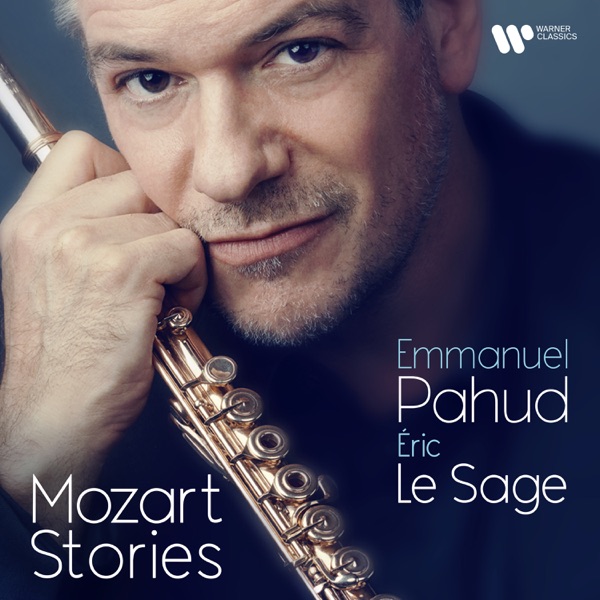 WARNER
CLASSICS
Emmanuel
Pahud
Éric
Le Sage
Mozart
Stories